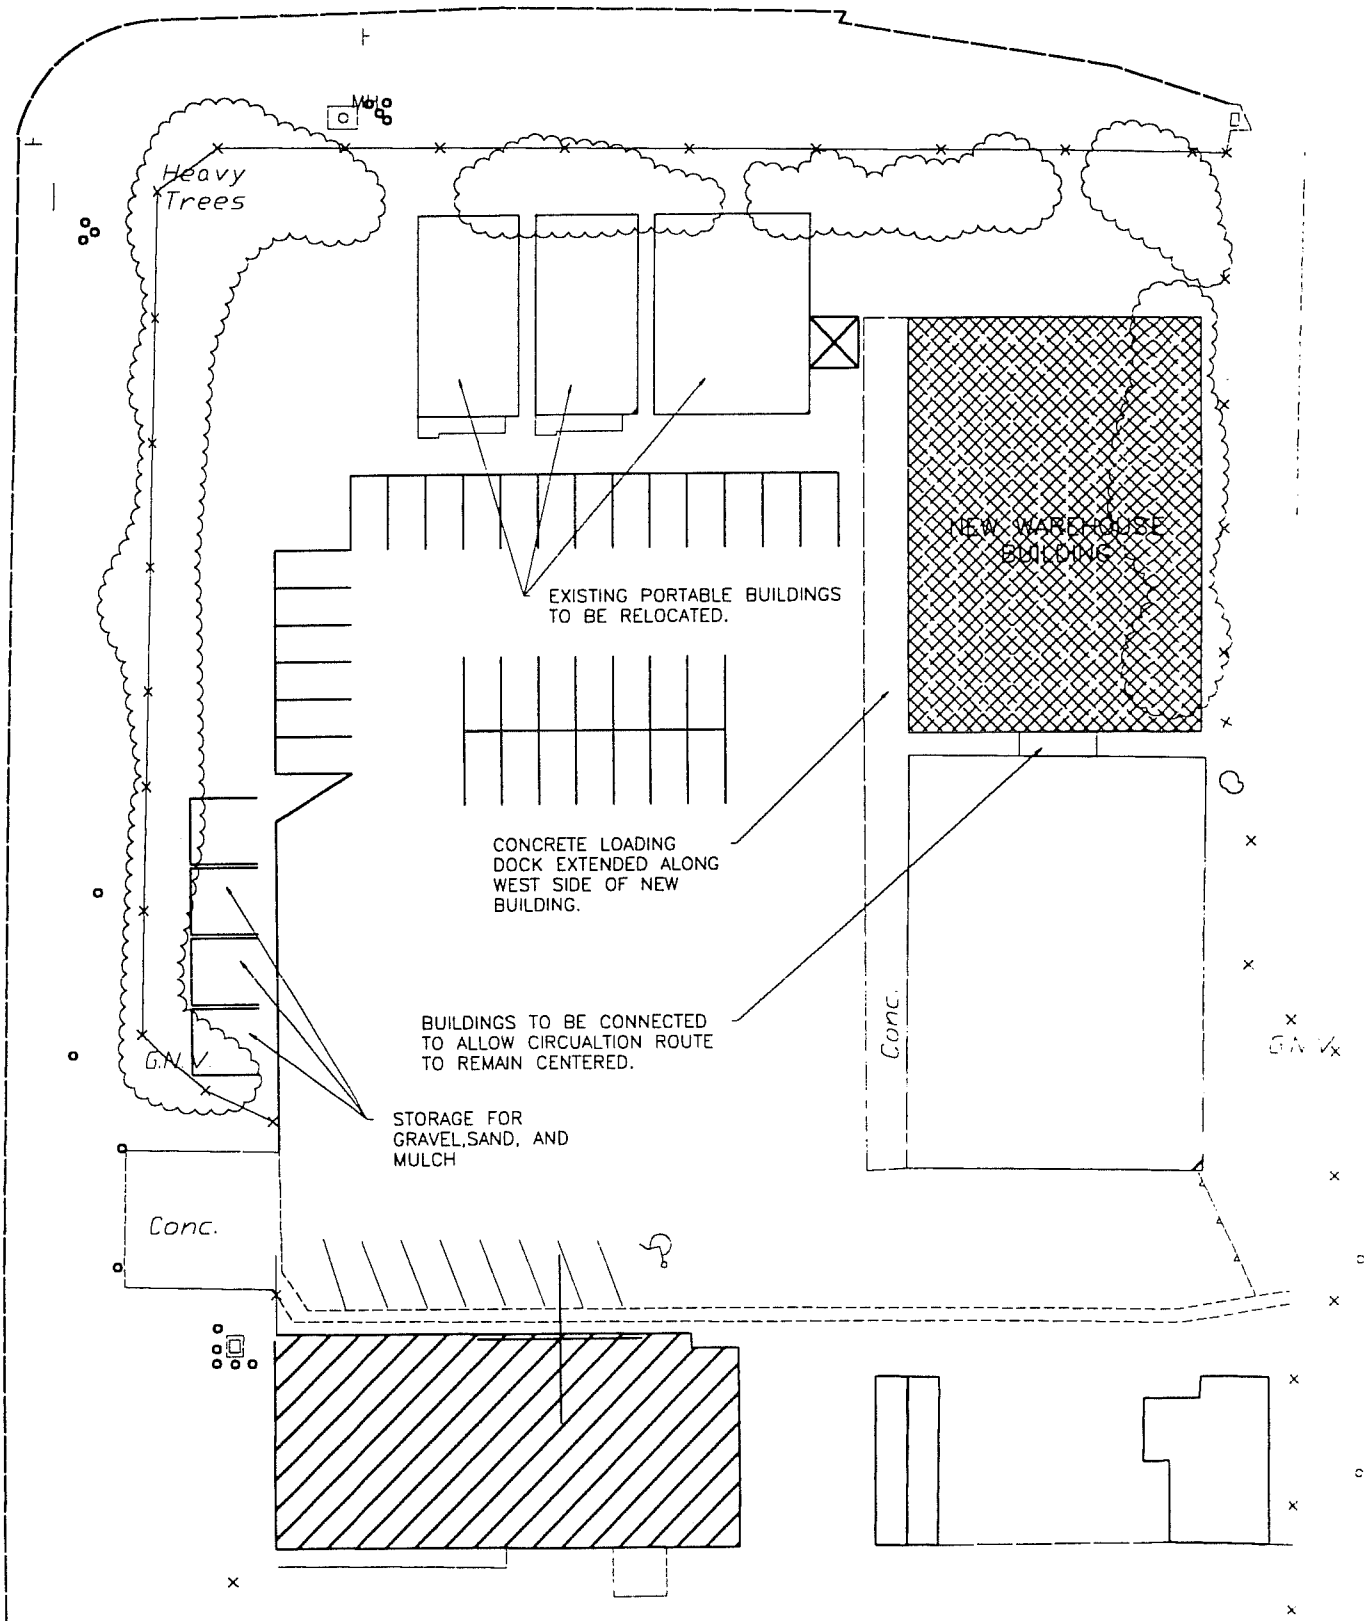 MH
Heavy
Trees
NEW WAREHOUSE
BUILDING
EXISTING PORTABLE BUILDINGS
TO BE RELOCATED.
CONCRETE LOADING
DOCK EXTENDED ALONG
WEST SIDE OF NEW
BUILDING.
Conc.
BUILDINGS TO BE CONNECTED
TO ALLOW CIRCUALTION ROUTE
TO REMAIN CENTERED.
G.N.V.
G.N.V.
STORAGE FOR
GRAVEL,SAND, AND
MULCH
Conc.